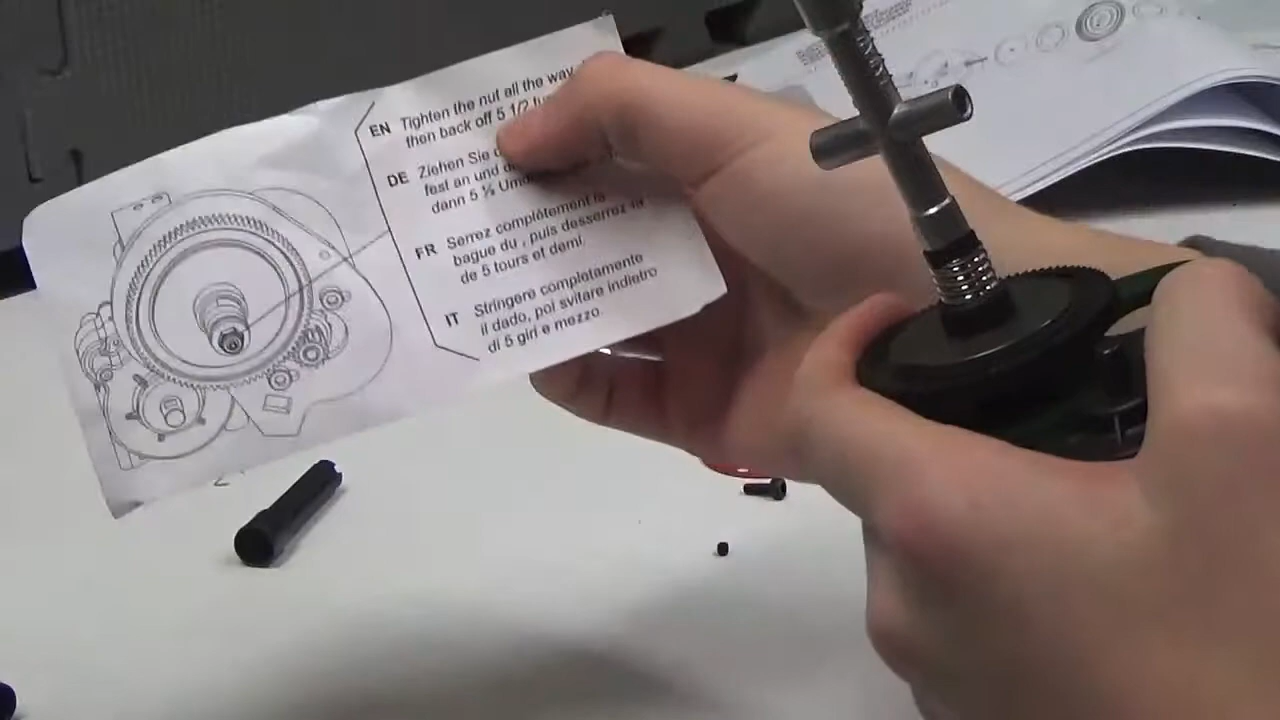 EN Tighten the nut all the way,
then back off 5 1/2
DE Ziehen Sie
fest an und
dann 5 ½
FR Serrez complètement le
bague du , puis desserrez la
de 5 tours et demi.
IT Stringere completamente
il dado, poi svitare indietro
di 5 giri e mezzo.